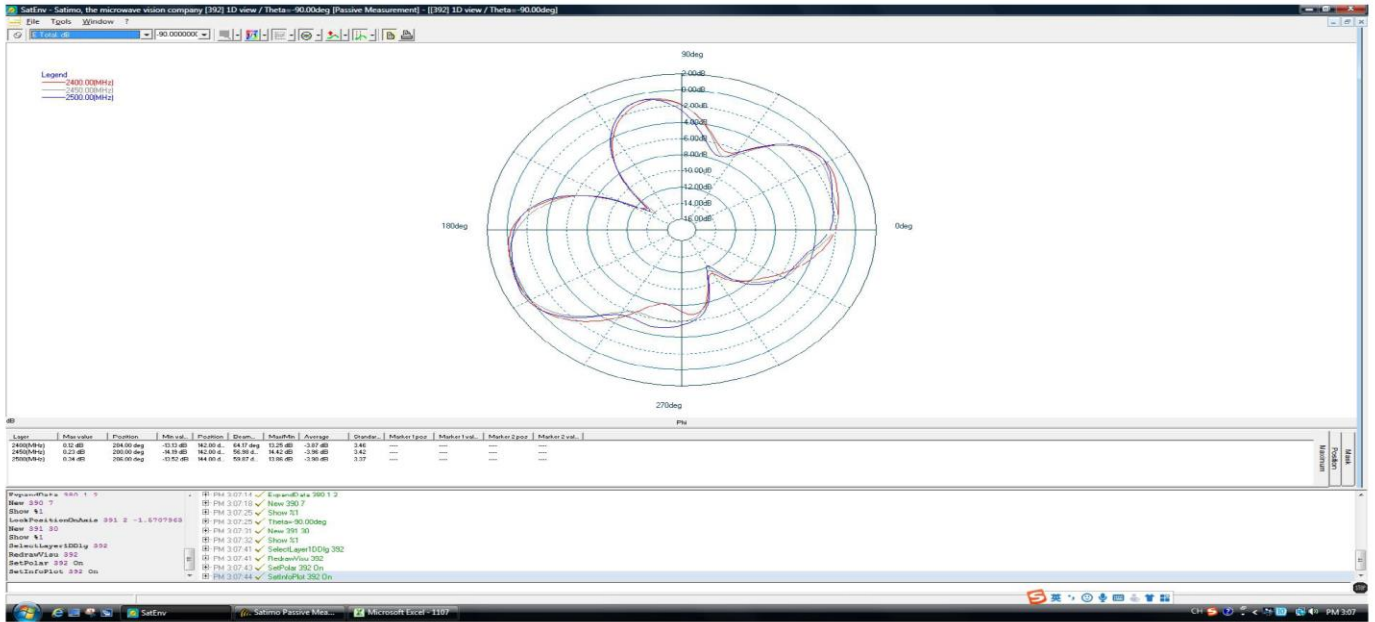 SatEnv - Satimo, the microwave vision company [392] 1D view / Theta=-90.00deg [Passive Measurement] - [[392] 1D view / Theta=-90.00deg]
File Tools Window ?
E Total, dB -90.000000
90deg
Legend
2400.00(MHz)
2450.00(MHz)
2500.00(MHz)
2.00dB
0.00dB
-2.00dB
-4.00dB
-6.00dB
-8.00dB
-10.00dB
-12.00dB
-14.00dB
-16.00dB
180deg
0deg
270deg
dB
Phi
Layer Max value Position Min val... Position Beam... Max/Min Average Standar... Marker 1 pos Marker 1 val... Marker 2 pos Marker 2 val...
2400(MHz) 0.12 dB 204.00 deg -13.13 dB 142.00 d... 64.17 deg 13.25 dB -3.87 dB 3.46 ---- ---- ---- ----
2450(MHz) 0.23 dB 200.00 deg -14.19 dB 142.00 d... 56.98 d... 14.42 dB -3.96 dB 3.42 ---- ---- ---- ----
2500(MHz) 0.34 dB 206.00 deg -13.52 dB 144.00 d... 59.87 d... 13.86 dB -3.90 dB 3.37 ---- ---- ---- ----
Mask
Position
Maximum
ExpandData 390 1 2
New 390 7
Show %1
LookPositionOnAxis 391 2 -1.5707963
New 391 30
Show %1
SelectLayer1DDlg 392
RedrawVisu 392
SetPolar 392 On
SetInfoPlot 392 On
PM 3:07:14 ExpandData 390 1 2
PM 3:07:18 New 390 7
PM 3:07:25 Show %1
PM 3:07:25 Theta=-90.00deg
PM 3:07:31 New 391 30
PM 3:07:32 Show %1
PM 3:07:41 SelectLayer1DDlg 392
PM 3:07:41 RedrawVisu 392
PM 3:07:43 SetPolar 392 On
PM 3:07:44 SetInfoPlot 392 On
英
SatEnv
Satimo Passive Mea...
Microsoft Excel - 1107
CH
PM 3:07